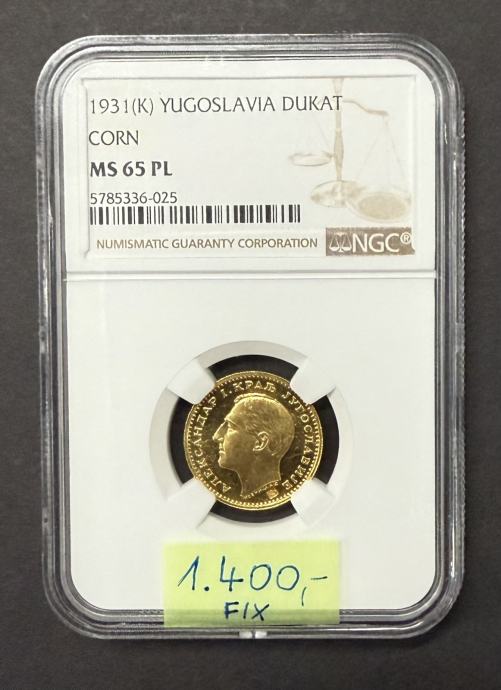 1931(K) YUGOSLAVIA DUKAT
CORN
MS 65 PL
5785336-025
NUMISMATIC GUARANTY CORPORATION NGC®
АЛЕКСАНДАР I. КРАЉ ЈУГОСЛАВИЈЕ
1.400,-
FIX